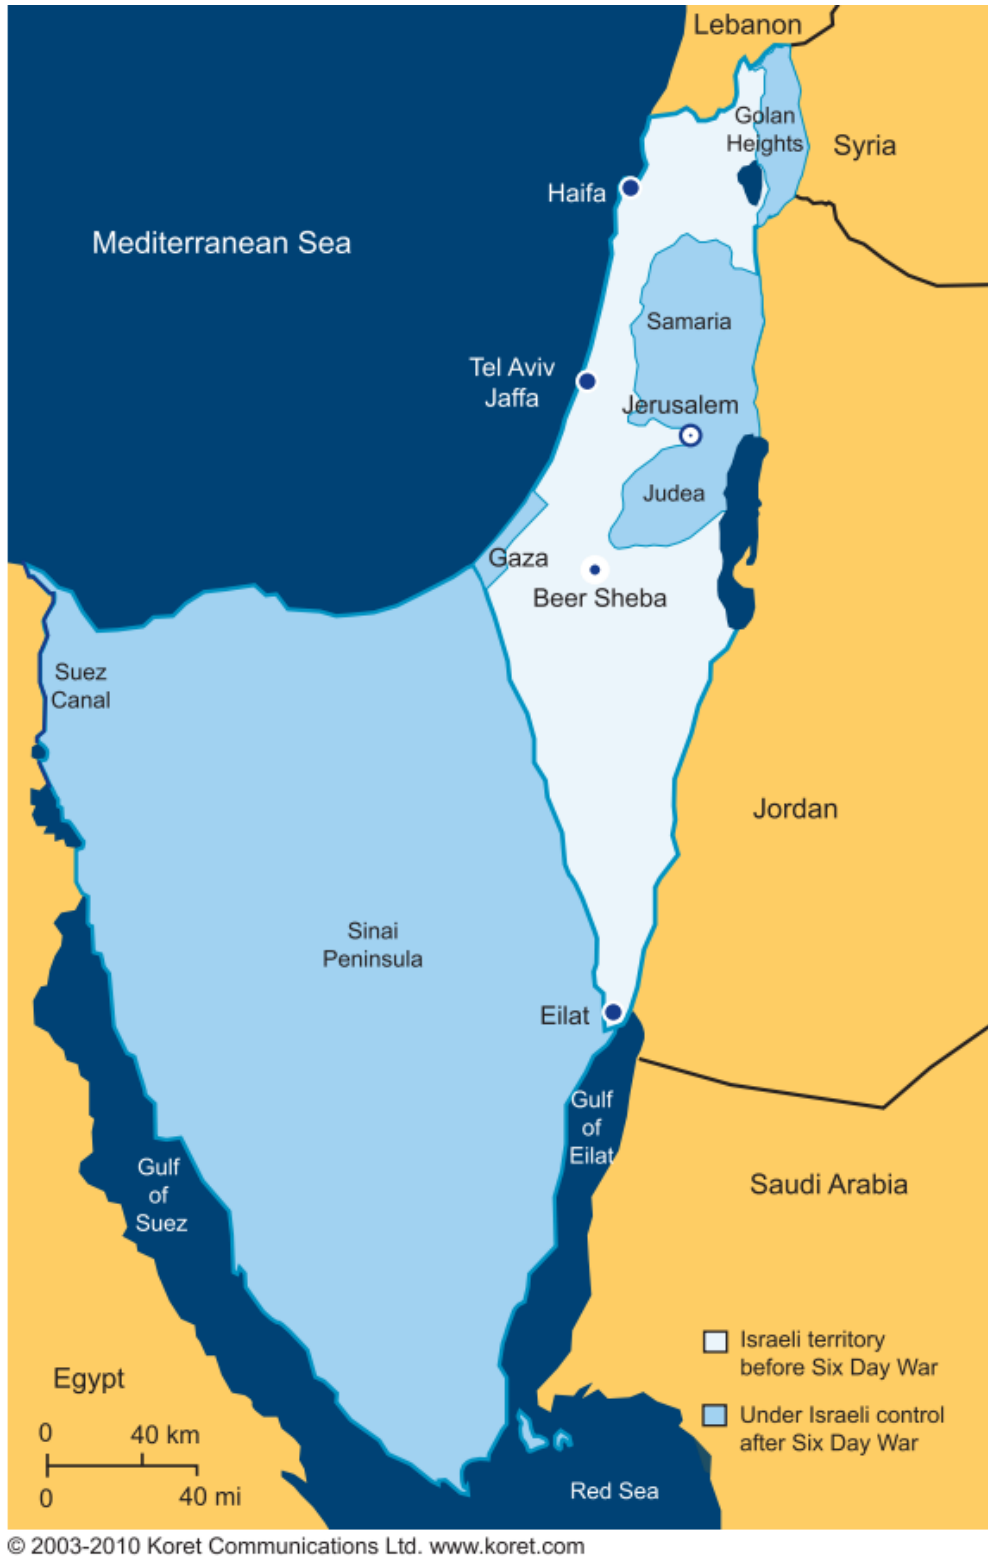 Lebanon
Golan
Heights
Syria
Haifa
Mediterranean Sea
Samaria
Tel Aviv
Jaffa
Jerusalem
Judea
Gaza
Beer Sheba
Suez
Canal
Jordan
Sinai
Peninsula
Eilat
Gulf
of
Eilat
Gulf
of
Suez
Saudi Arabia
Israeli territory
before Six Day War
Under Israeli control
after Six Day War
Egypt
0 40 km
0 40 mi
Red Sea
© 2003-2010 Koret Communications Ltd. www.koret.com